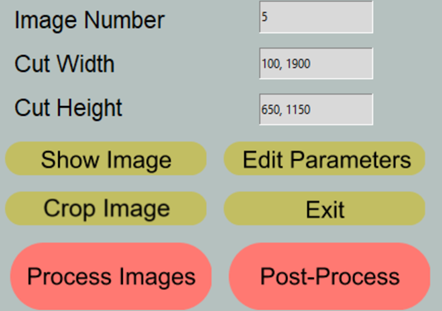 Image Number 5
Cut Width 100, 1900
Cut Height 650, 1150
Show Image Edit Parameters
Crop Image Exit
Process Images Post-Process